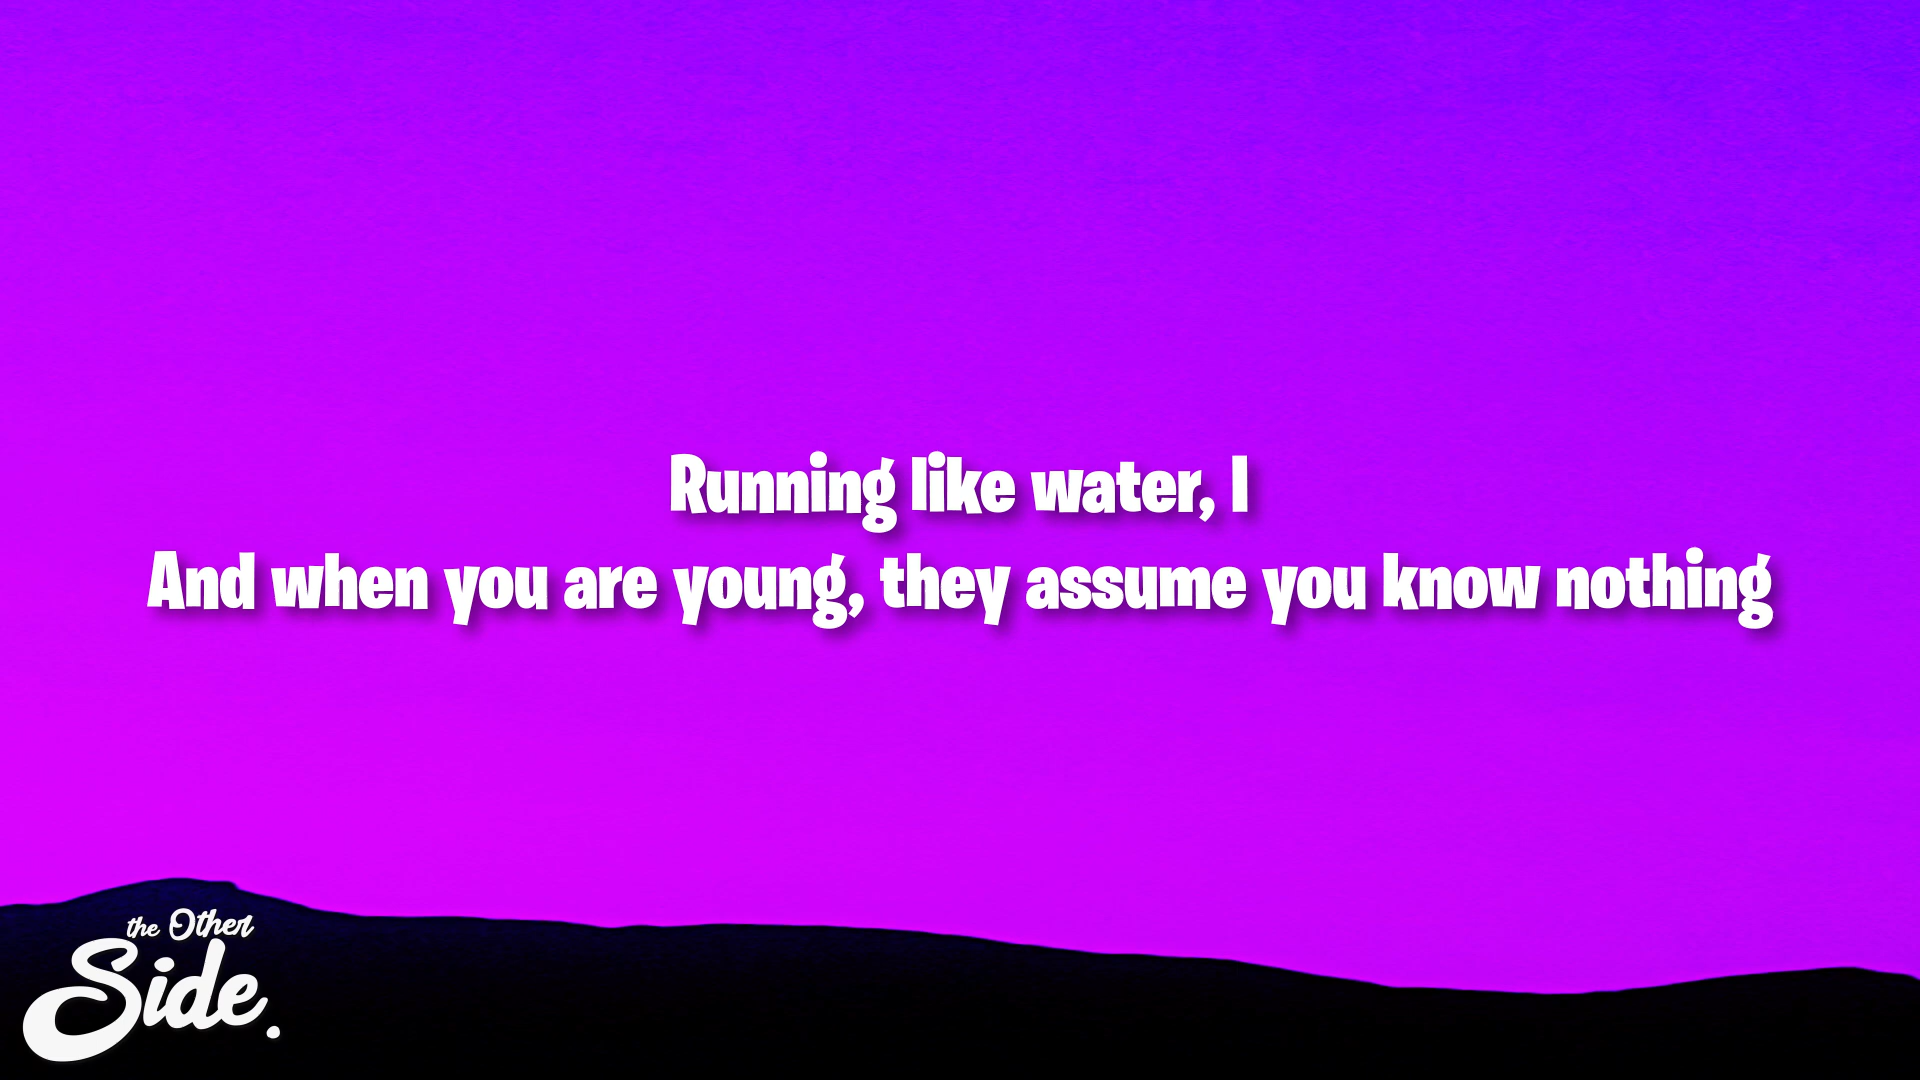 Running like water, I
And when you are young, they assume you know nothing
the Other
Side.